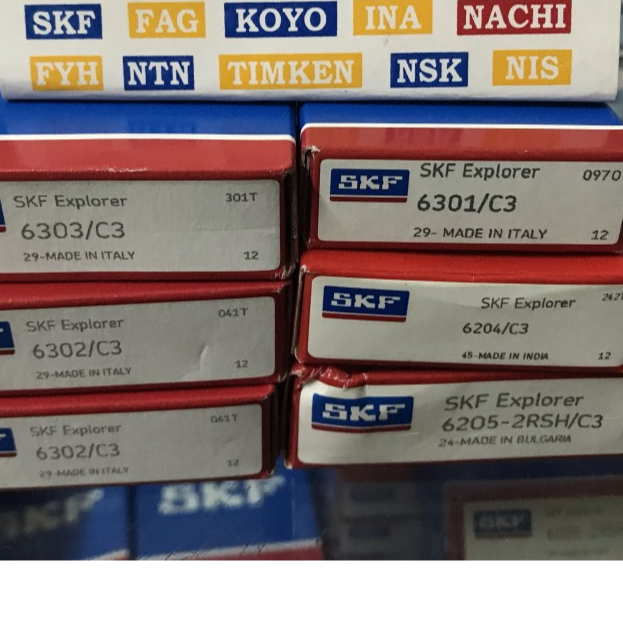 SKF FAG KOYO INA NACHI
FYH NTN TIMKEN NSK NIS
301T
SKF Explorer
6303/C3
29-MADE IN ITALY
12
SKF
SKF Explorer
0970
6301/C3
29- MADE IN ITALY
12
041T
SKF Explorer
6302/C3
29-MADE IN ITALY
12
SKF
SKF Explorer
6204/C3
45-MADE IN INDIA
12
SKF Explorer
6302/C3
29-MADE IN ITALY
12
SKF
SKF Explorer
6205-2RSH/C3
24-MADE IN BULGARIA
SKF
SKF
SKF